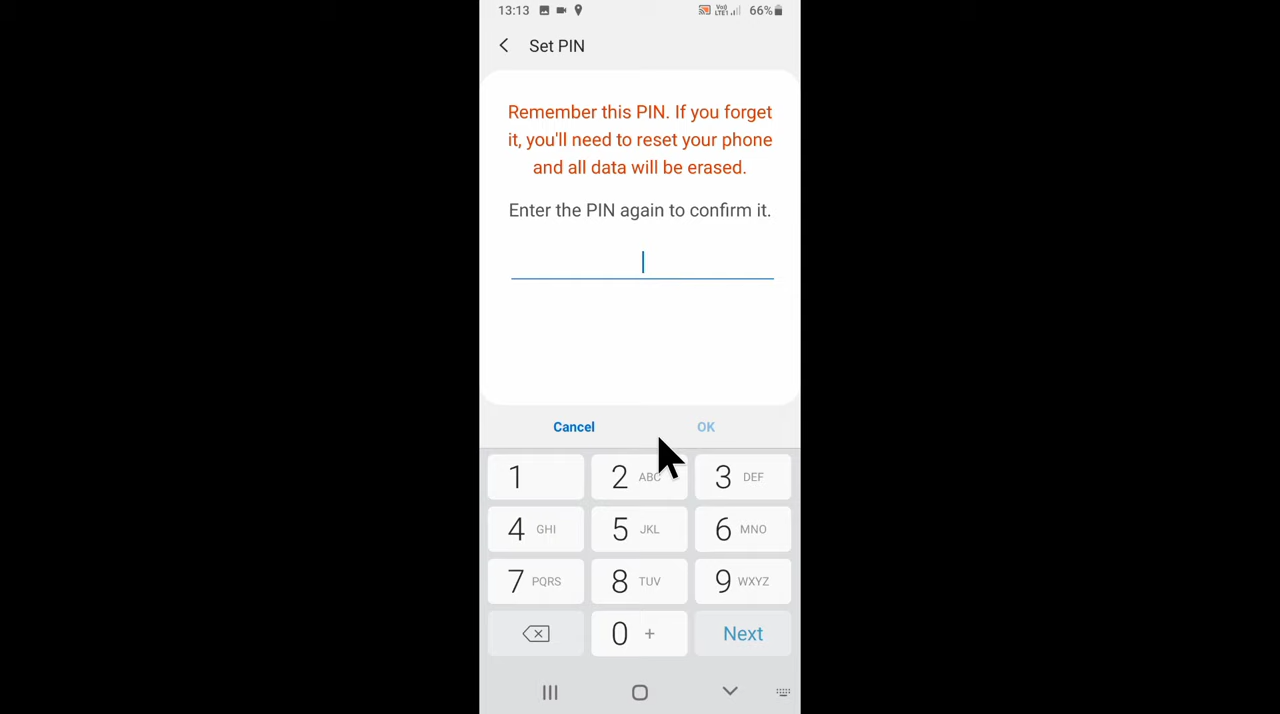 13:13 Vo) LTE1 66%
Set PIN
Remember this PIN. If you forget
it, you'll need to reset your phone
and all data will be erased.
Enter the PIN again to confirm it.
Cancel OK
1 2 ABC 3 DEF
4 GHI 5 JKL 6 MNO
7 PQRS 8 TUV 9 WXYZ
0 + Next